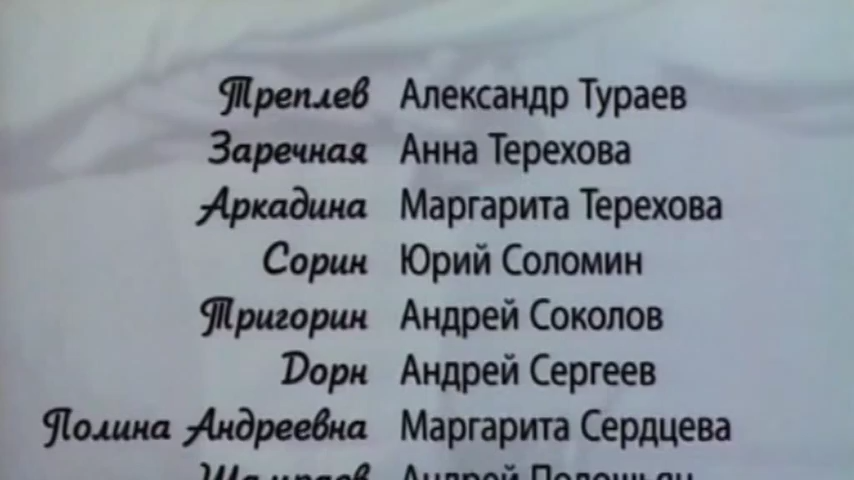 Треплев Александр Тураев
Заречная Анна Терехова
Аркадина Маргарита Терехова
Сорин Юрий Соломин
Тригорин Андрей Соколов
Дорн Андрей Сергеев
Полина Андреевна Маргарита Сердцева
Андрей